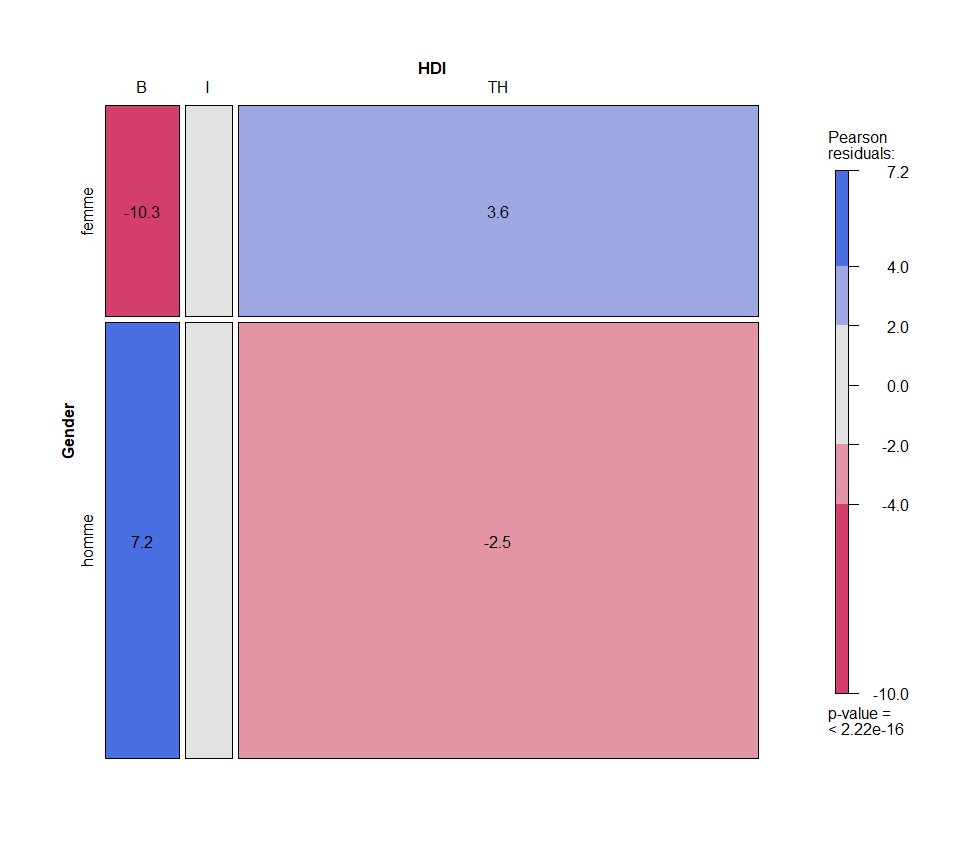 HDI
B I TH
Gender
femme
homme
-10.3
3.6
7.2
-2.5
Pearson
residuals:
7.2
4.0
2.0
0.0
-2.0
-4.0
-10.0
p-value =
< 2.22e-16